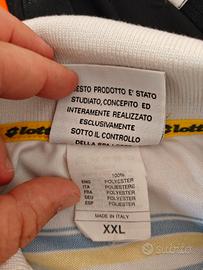 QUESTO PRODOTTO E' STATO
STUDIATO, CONCEPITO ED
INTERAMENTE REALIZZATO
ESCLUSIVAMENTE
SOTTO IL CONTROLLO
DELLA
lotto
100%
ENG POLYESTER
ITA POLIESTERE
FRA POLYESTER
DEU POLYESTER
ESP POLIESTER
MADE IN ITALY
XXL
Subito